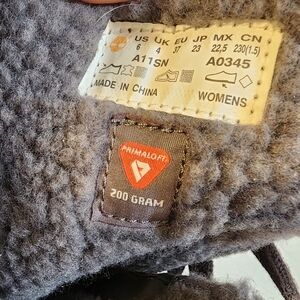 US UK EU JP MX CN
6 4 37 23 22,5 230(1.5)
A11SN A0345
MADE IN CHINA WOMENS
PRIMALOFT
200 GRAM